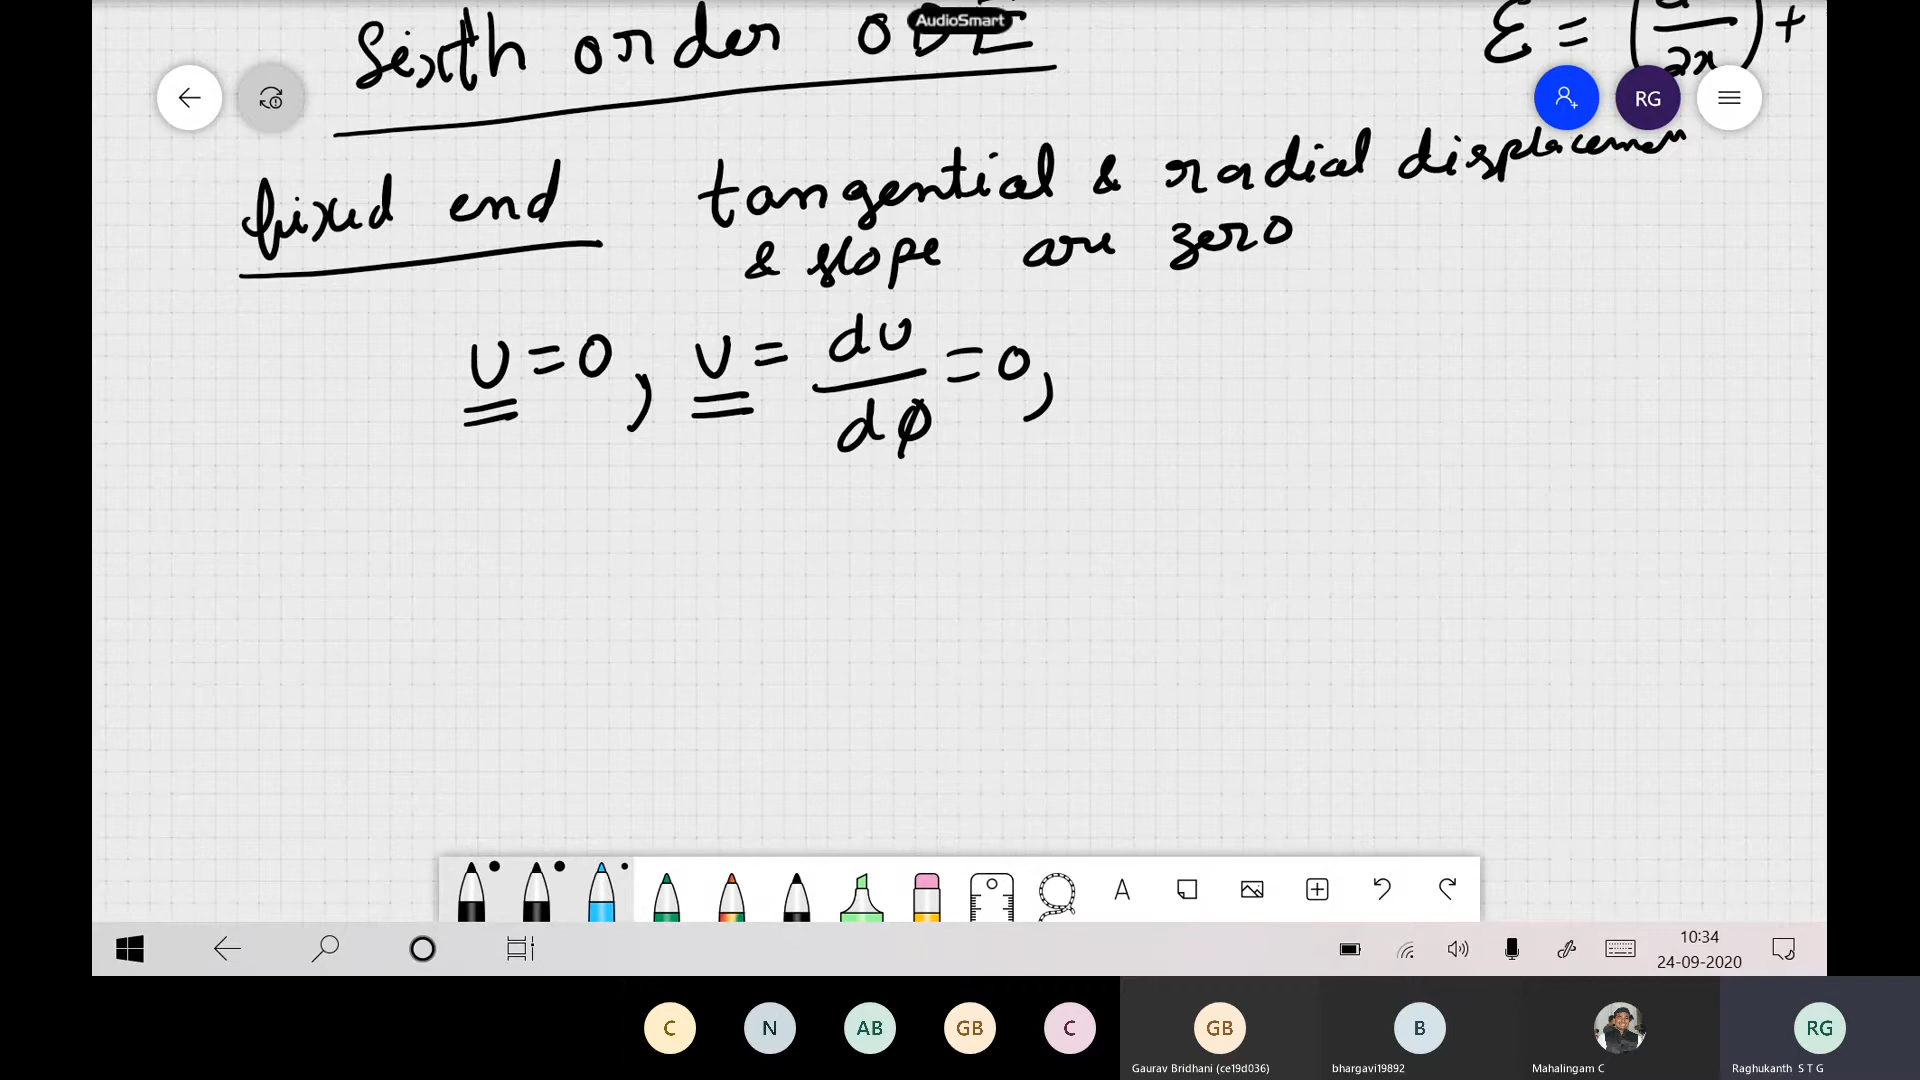 Sixth order ODE
AudioSmart
ε = ( / 2x ) +
RG
fixed end tangential & radial displacemen
& slope are zero
U = 0 , V = dU/dφ = 0 ,
A
10:34
24-09-2020
C N AB GB C GB B RG
Gaurav Bridhani (ce19d036) bhargavi19892 Mahalingam C Raghukanth S T G